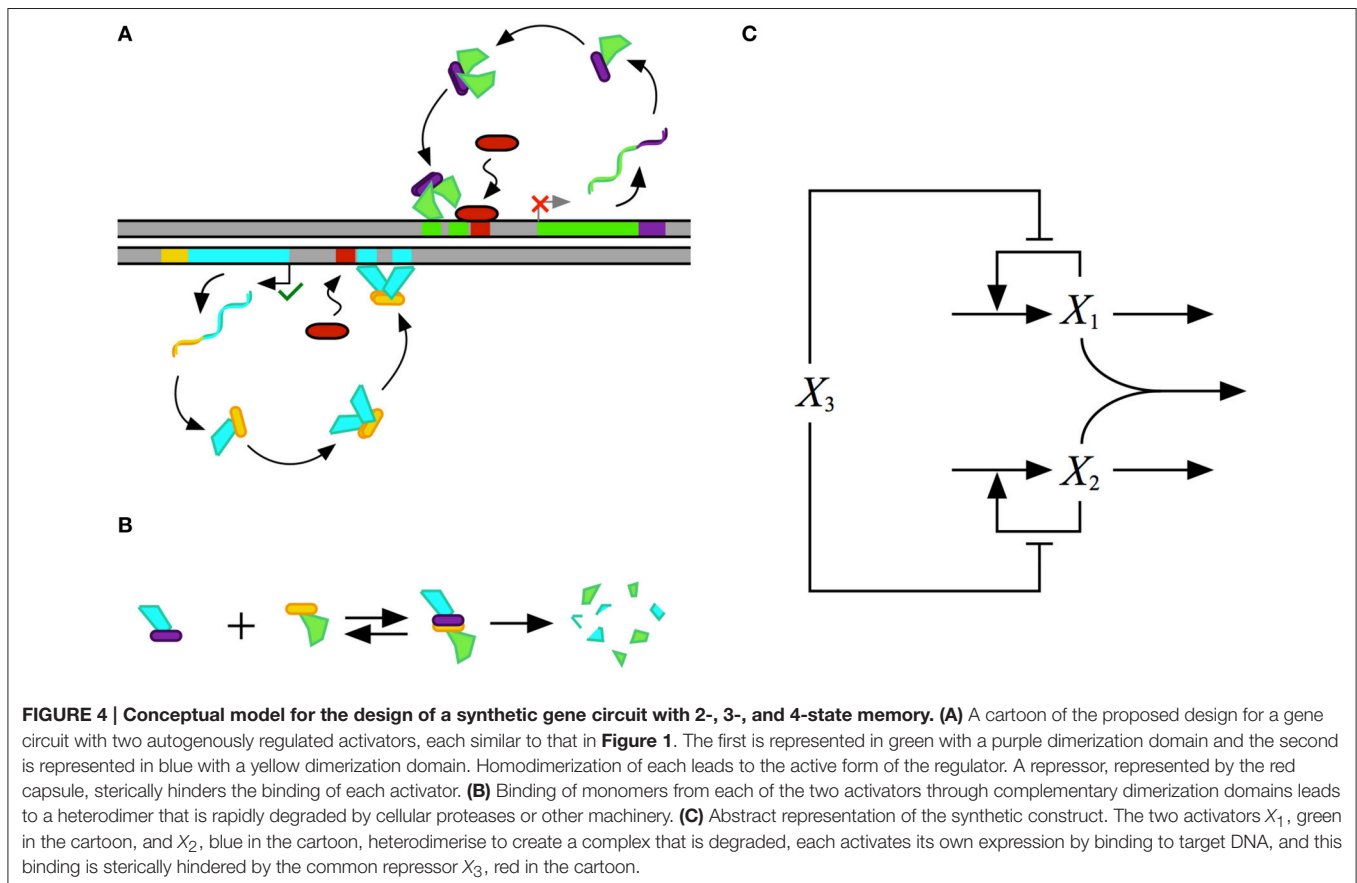 A
C
X1
X3
X2
B
+
FIGURE 4 | Conceptual model for the design of a synthetic gene circuit with 2-, 3-, and 4-state memory. (A) A cartoon of the proposed design for a gene
circuit with two autogenously regulated activators, each similar to that in Figure 1. The first is represented in green with a purple dimerization domain and the second
is represented in blue with a yellow dimerization domain. Homodimerization of each leads to the active form of the regulator. A repressor, represented by the red
capsule, sterically hinders the binding of each activator. (B) Binding of monomers from each of the two activators through complementary dimerization domains leads
to a heterodimer that is rapidly degraded by cellular proteases or other machinery. (C) Abstract representation of the synthetic construct. The two activators X1, green
in the cartoon, and X2, blue in the cartoon, heterodimerise to create a complex that is degraded, each activates its own expression by binding to target DNA, and this
binding is sterically hindered by the common repressor X3, red in the cartoon.